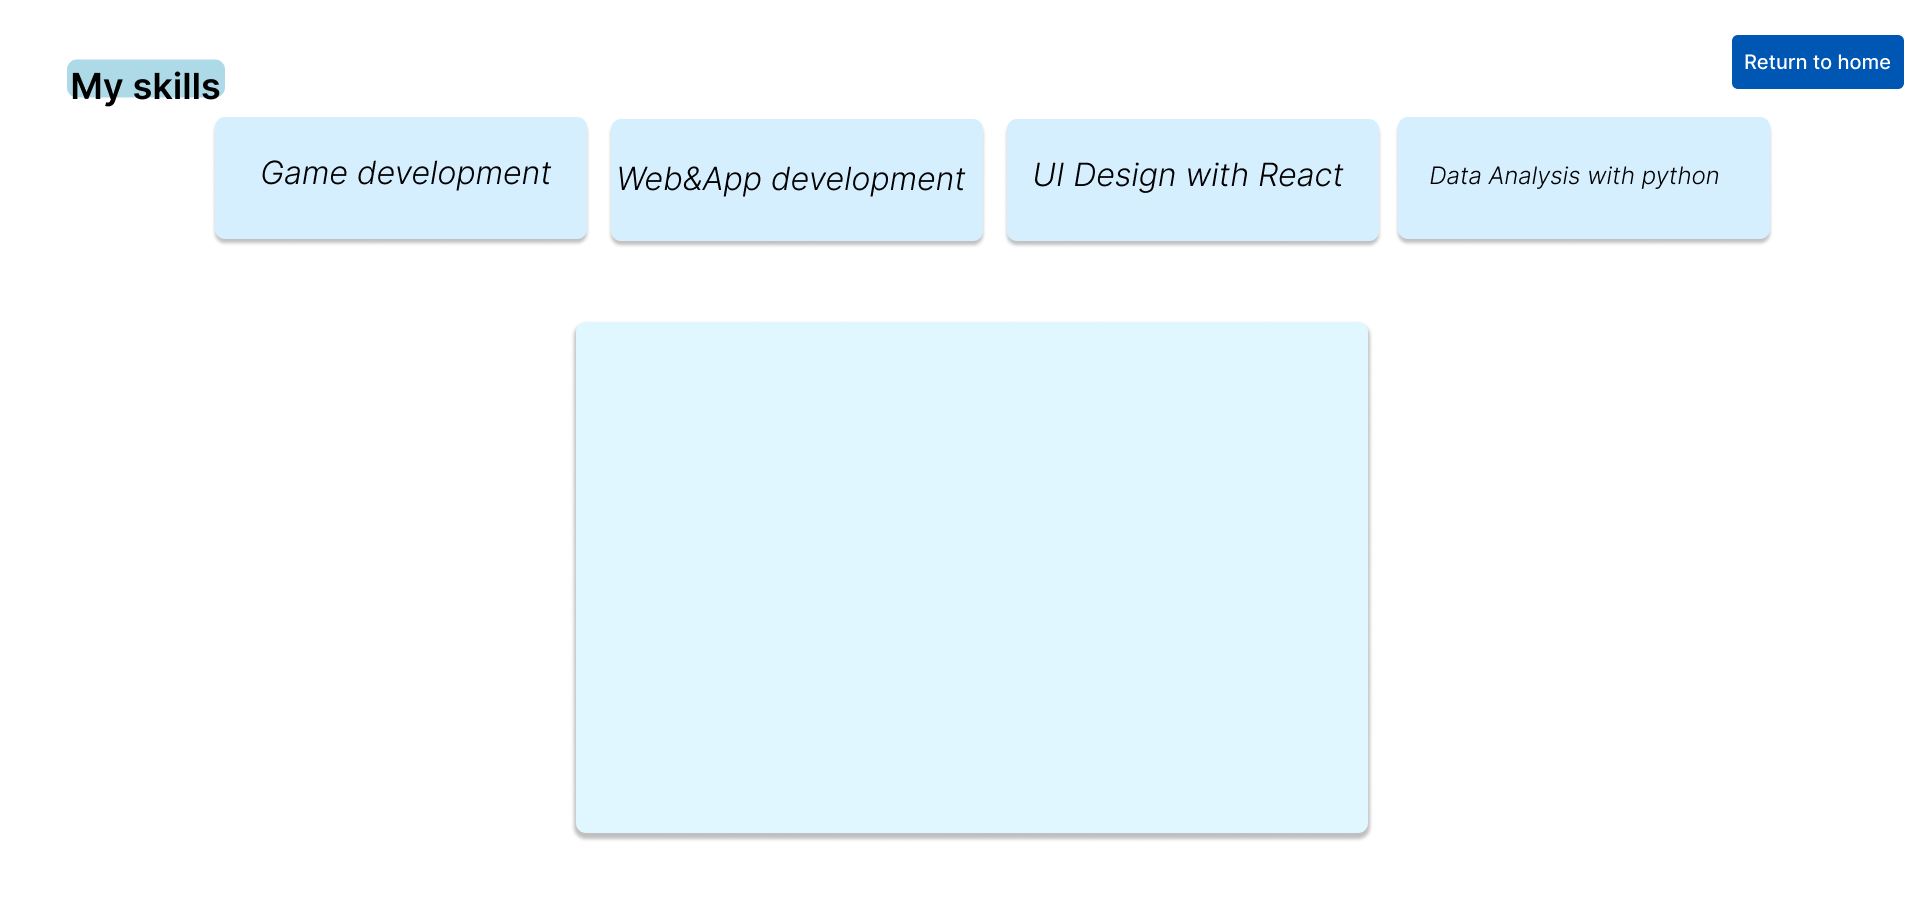 Return to home
My skills
Game development
Web&App development
UI Design with React
Data Analysis with python